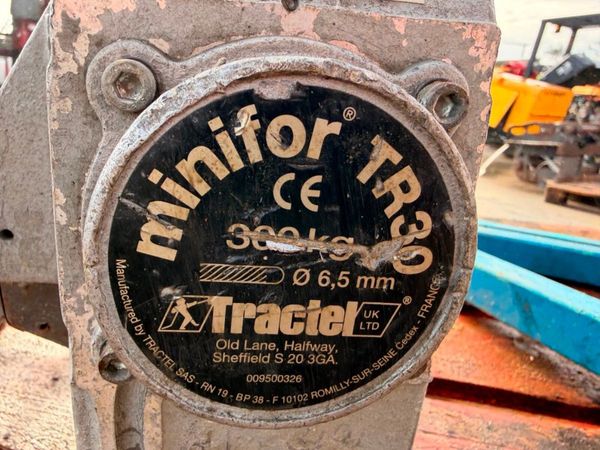 minifor® TR30
CE
300 kg
Ø 6,5 mm
Tractel® UK LTD
Old Lane, Halfway,
Sheffield S 20 3GA.
009500326
Manufactured by TRACTEL SAS - RN 19 - BP 38 - F 10102 ROMILLY-SUR-SEINE Cedex - FRANCE